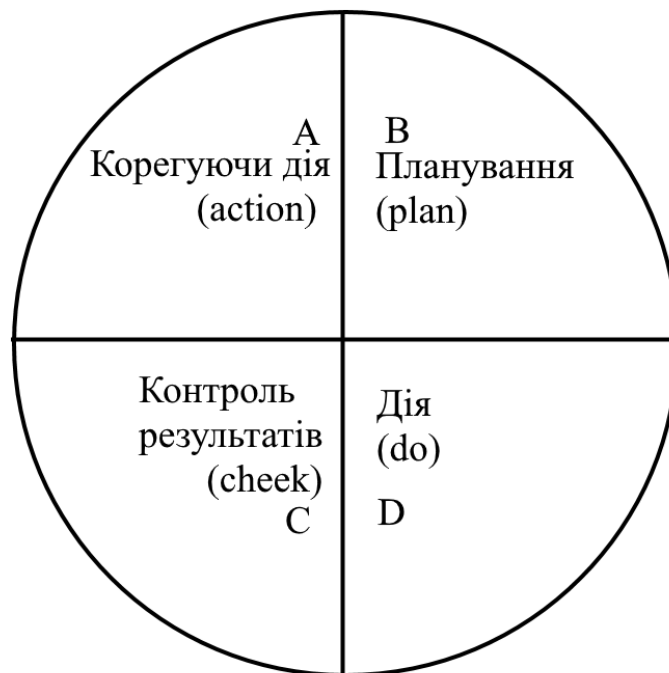 А
Корегуючи дія
(action)
В
Планування
(plan)
Контроль
результатів
(cheek)
С
Дія
(do)
D